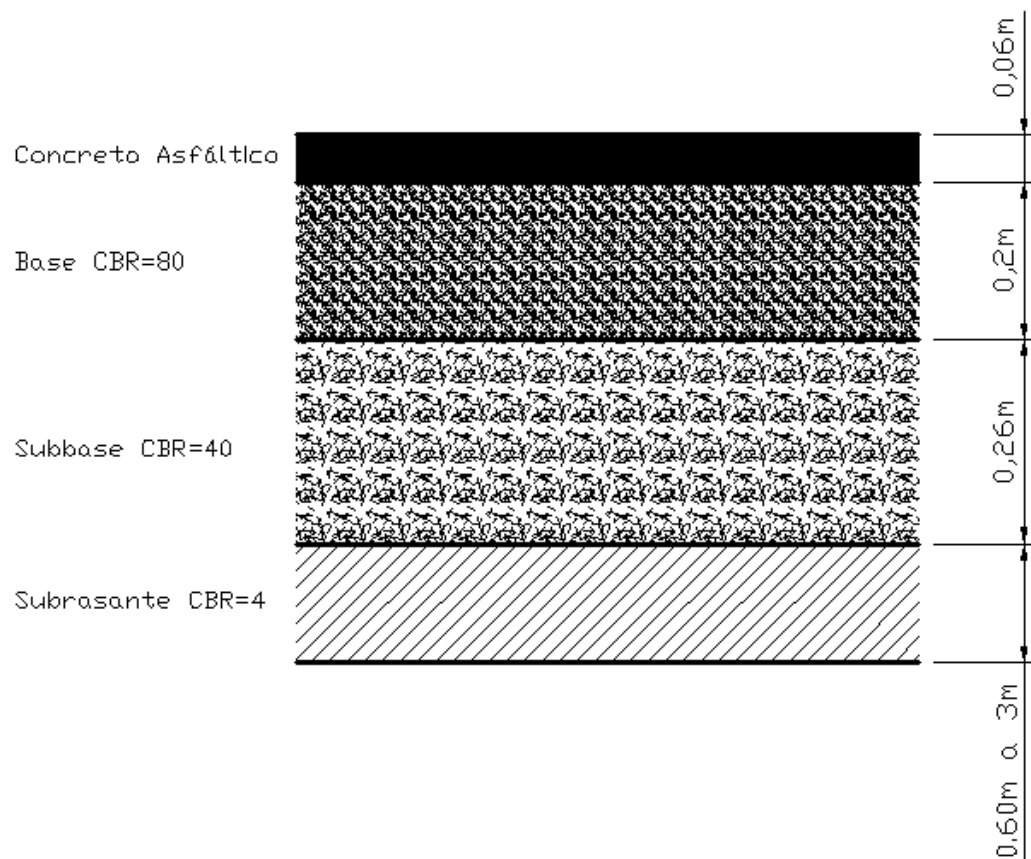 0,06m
Concreto Asfáltico
Base CBR=80
0,2m
Subbase CBR=40
0,26m
Subrasante CBR=4
0.60m a 3m